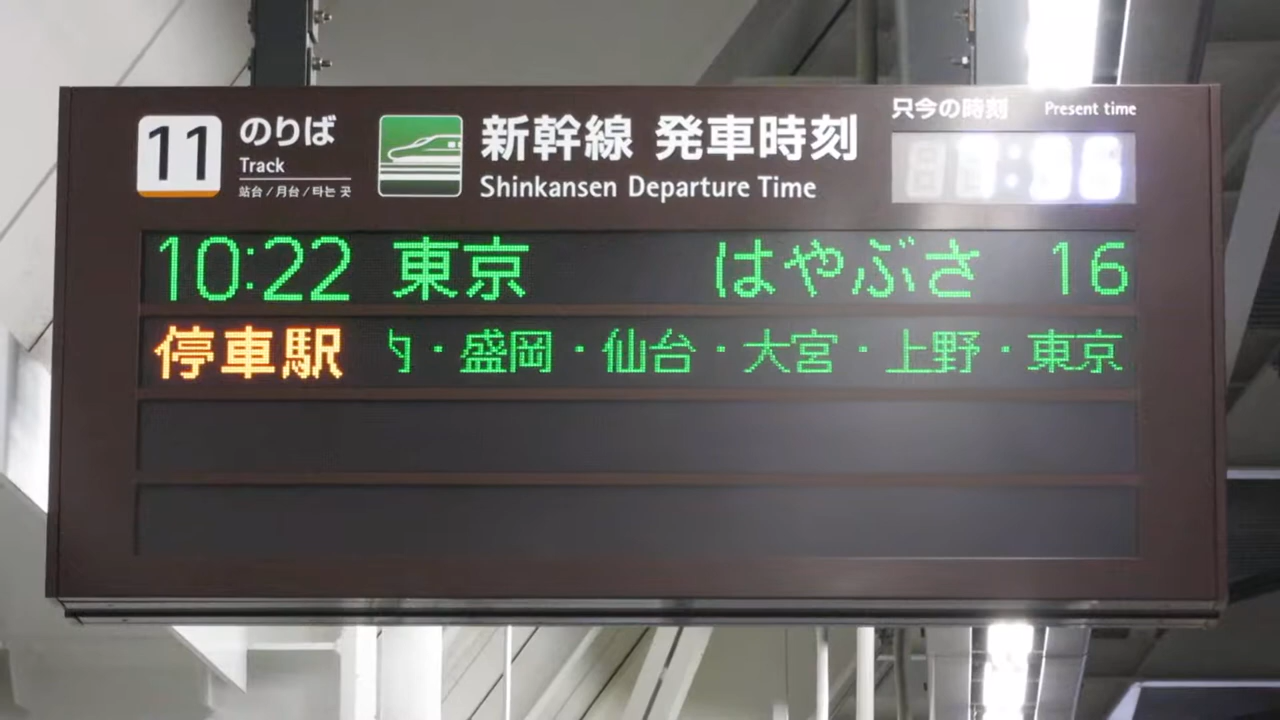 11 のりば
Track
站台/月台/타는 곳
新幹線 発車時刻
Shinkansen Departure Time
只今の時刻 Present time
10:22 東京 はやぶさ 16
停車駅 ・盛岡・仙台・大宮・上野・東京